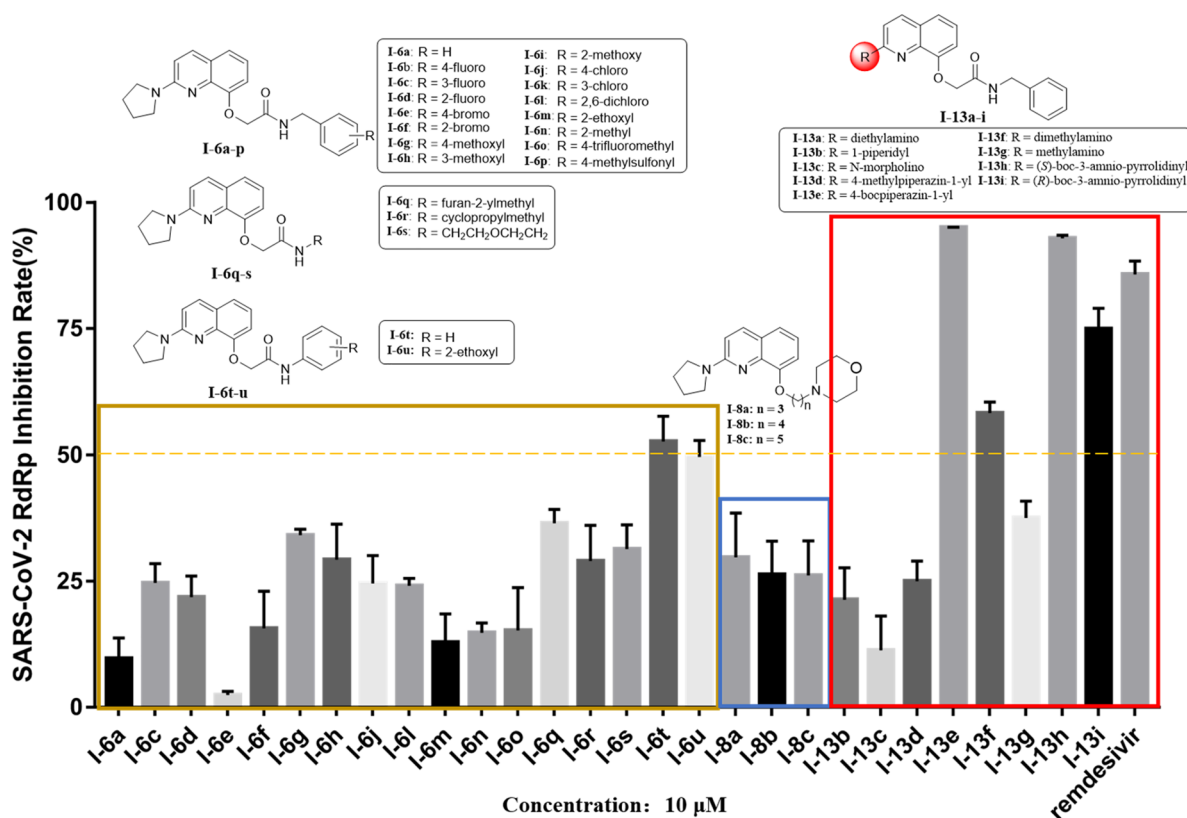 I-6a: R = H
I-6b: R = 4-fluoro
I-6c: R = 3-fluoro
I-6d: R = 2-fluoro
I-6e: R = 4-bromo
I-6f: R = 2-bromo
I-6g: R = 4-methoxyl
I-6h: R = 3-methoxyl
I-6i: R = 2-methoxy
I-6j: R = 4-chloro
I-6k: R = 3-chloro
I-6l: R = 2,6-dichloro
I-6m: R = 2-ethoxyl
I-6n: R = 2-methyl
I-6o: R = 4-trifluoromethyl
I-6p: R = 4-methylsulfonyl
N
N
O
O
N
H
R
I-6a-p
R
N
O
O
N
H
I-13a-i
I-13a: R = diethylamino
I-13b: R = 1-piperidyl
I-13c: R = N-morpholino
I-13d: R = 4-methylpiperazin-1-yl
I-13e: R = 4-bocpiperazin-1-yl
I-13f: R = dimethylamino
I-13g: R = methylamino
I-13h: R = (S)-boc-3-amnio-pyrrolidinyl
I-13i: R = (R)-boc-3-amnio-pyrrolidinyl
N
N
O
O
N
H
R
I-6q-s
I-6q: R = furan-2-ylmethyl
I-6r: R = cyclopropylmethyl
I-6s: R = CH2CH2OCH2CH2
N
N
O
O
N
H
R
I-6t-u
I-6t: R = H
I-6u: R = 2-ethoxyl
N
N
O
n
N
O
I-8a: n = 3
I-8b: n = 4
I-8c: n = 5
SARS-CoV-2 RdRp Inhibition Rate(%)
100
75
50
25
0
I-6a
I-6c
I-6d
I-6e
I-6f
I-6g
I-6h
I-6j
I-6l
I-6m
I-6n
I-6o
I-6q
I-6r
I-6s
I-6t
I-6u
I-8a
I-8b
I-8c
I-13b
I-13c
I-13d
I-13e
I-13f
I-13g
I-13h
I-13i
remdesivir
Concentration: 10 μM